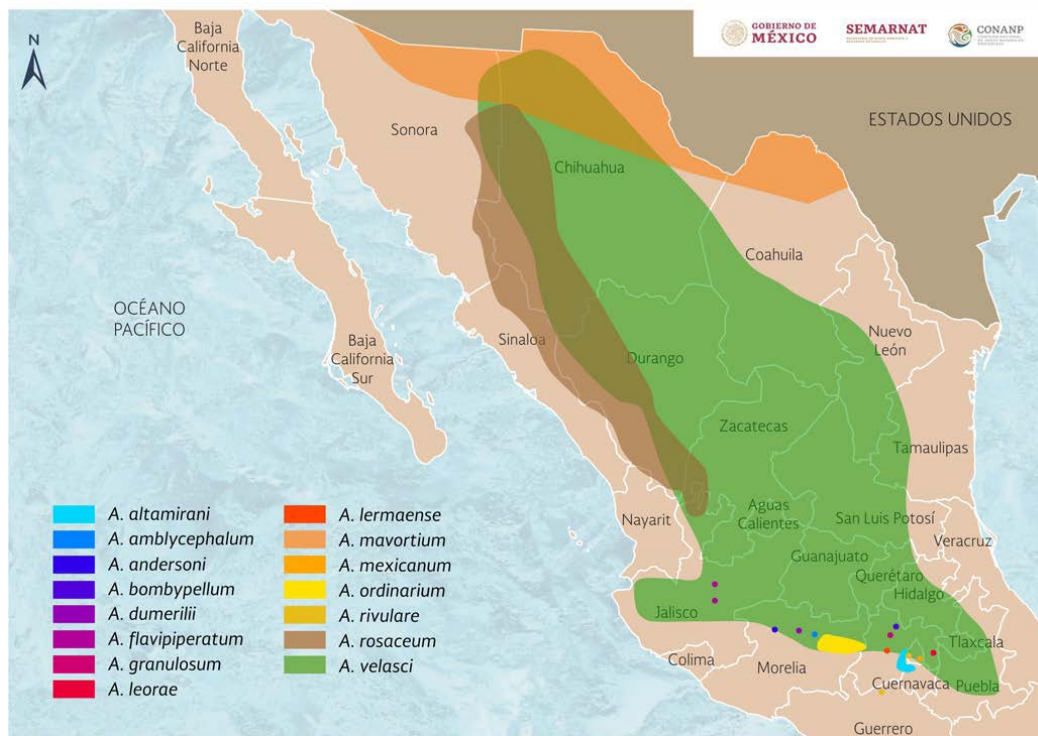 N
Baja
California
Norte
GOBIERNO DE
MÉXICO
SEMARNAT
CONANP
Sonora
ESTADOS UNIDOS
Chihuahua
Coahuila
OCÉANO
PACÍFICO
Baja
California
Sur
Sinaloa
Durango
Nuevo
León
Zacatecas
Tamaulipas
Nayarit
Aguas
Calientes
San Luis Potosí
Veracruz
Guanajuato
Querétaro
Hidalgo
Jalisco
Tlaxcala
Colima
Morelia
Cuernavaca
Puebla
Guerrero
A. altamirani
A. amblycephalum
A. andersoni
A. bombypellum
A. dumerilii
A. flavipiperatum
A. granulosum
A. leorae
A. lermaense
A. mavortium
A. mexicanum
A. ordinarium
A. rivulare
A. rosaceum
A. velasci